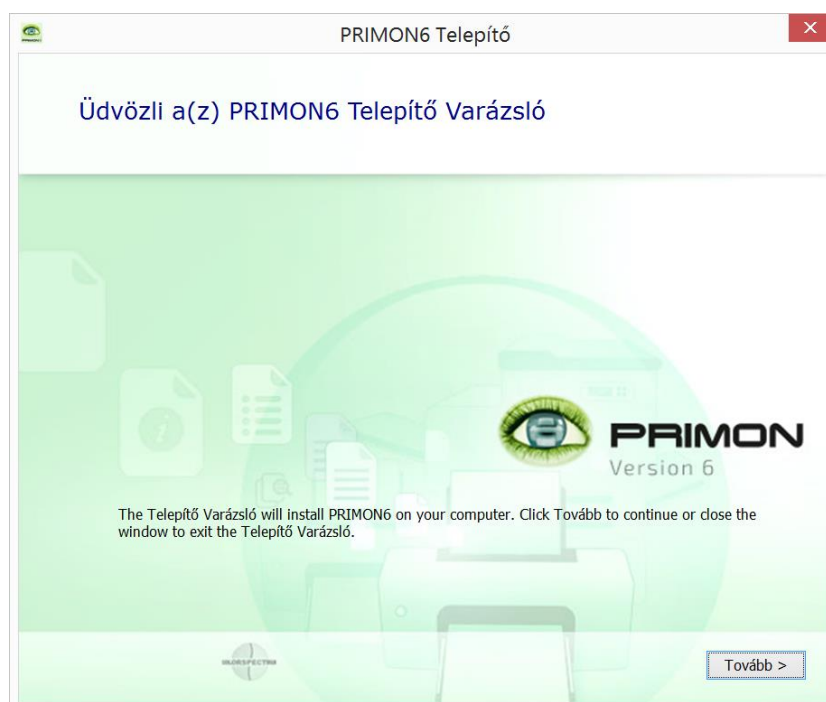 PRIMON6 Telepítő
Üdvözli a(z) PRIMON6 Telepítő Varázsló
PRIMON
Version 6
The Telepítő Varázsló will install PRIMON6 on your computer. Click Tovább to continue or close the
window to exit the Telepítő Varázsló.
Tovább >